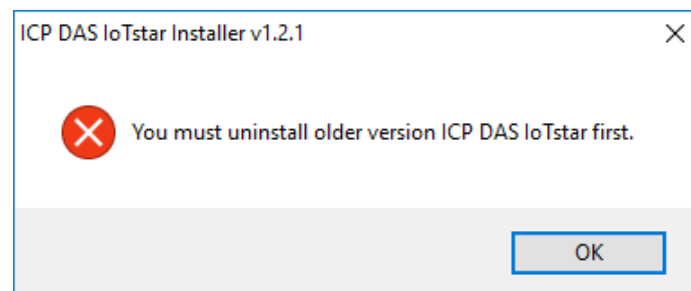 ICP DAS IoTstar Installer v1.2.1
You must uninstall older version ICP DAS IoTstar first.
OK